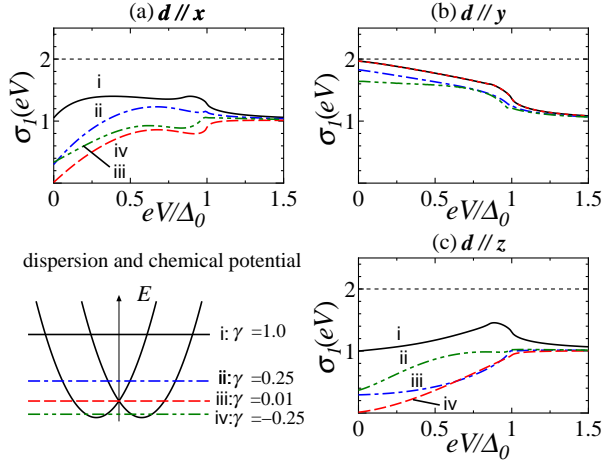 (a) d // x
σ1(eV)
2
1
0
i
ii
iv
iii
0 0.5 1 1.5
eV/Δ0
(b) d // y
σ1(eV)
2
1
0
0 0.5 1 1.5
eV/Δ0
dispersion and chemical potential
E
i: γ =1.0
ii: γ =0.25
iii: γ =0.01
iv: γ =−0.25
(c) d // z
σ1(eV)
2
1
0
i
ii
iii
iv
0 0.5 1 1.5
eV/Δ0